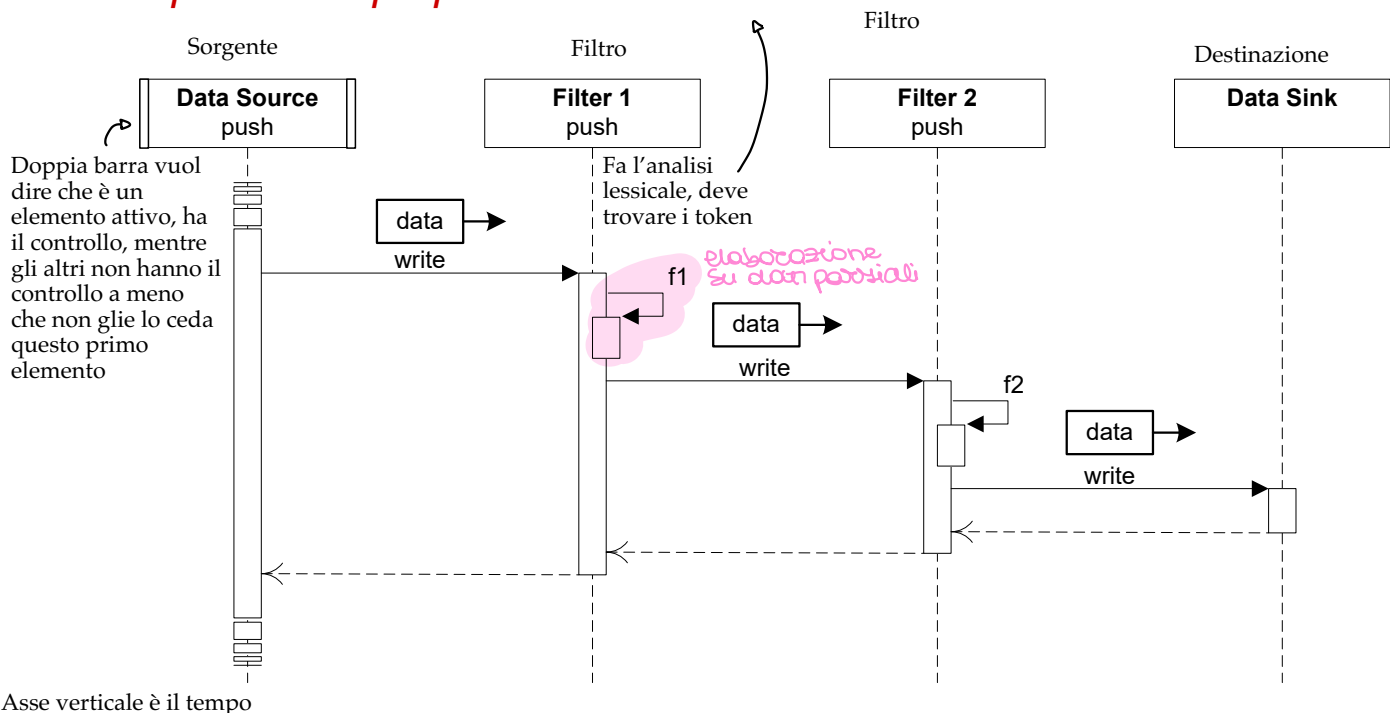 Sorgente
Filtro
Filtro
Destinazione
Data Source
push
Filter 1
push
Filter 2
push
Data Sink
Doppia barra vuol
dire che è un
elemento attivo, ha
il controllo, mentre
gli altri non hanno il
controllo a meno
che non glie lo ceda
questo primo
elemento
Fa l'analisi
lessicale, deve
trovare i token
data
write
f1
elaborazione
su dati parziali
data
write
f2
data
write
Asse verticale è il tempo